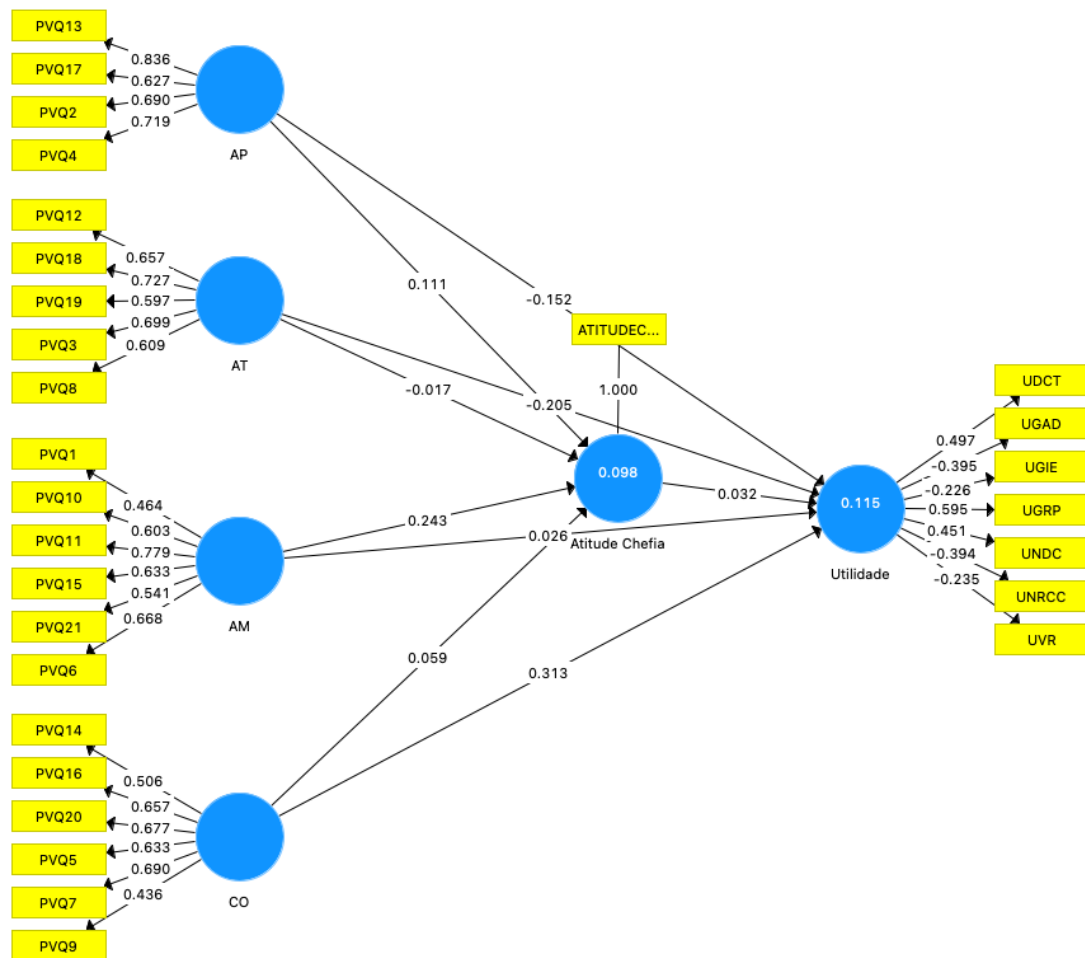 PVQ13
PVQ17
PVQ2
PVQ4
0.836
0.627
0.690
0.719
AP
PVQ12
PVQ18
PVQ19
PVQ3
PVQ8
0.657
0.727
0.597
0.699
0.609
AT
PVQ1
PVQ10
PVQ11
PVQ15
PVQ21
PVQ6
0.464
0.603
0.779
0.633
0.541
0.668
AM
PVQ14
PVQ16
PVQ20
PVQ5
PVQ7
PVQ9
0.506
0.657
0.677
0.633
0.690
0.436
CO
0.111
-0.152
-0.017
-0.205
0.243
0.026
0.059
0.313
ATITUDEC...
1.000
0.098
Atitude Chefia
0.032
0.115
Utilidade
0.497
-0.395
-0.226
0.595
0.451
-0.394
-0.235
UDCT
UGAD
UGIE
UGRP
UNDC
UNRCC
UVR